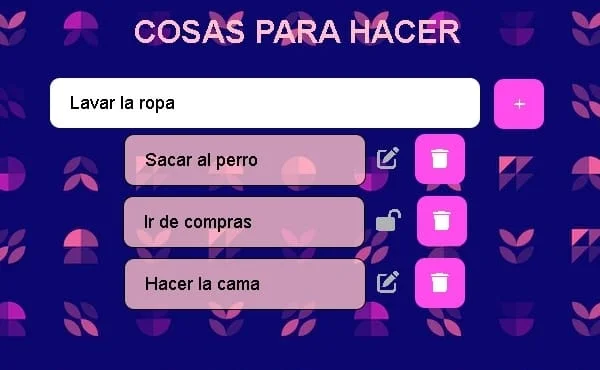 COSAS PARA HACER
Lavar la ropa
+
Sacar al perro
Ir de compras
Hacer la cama